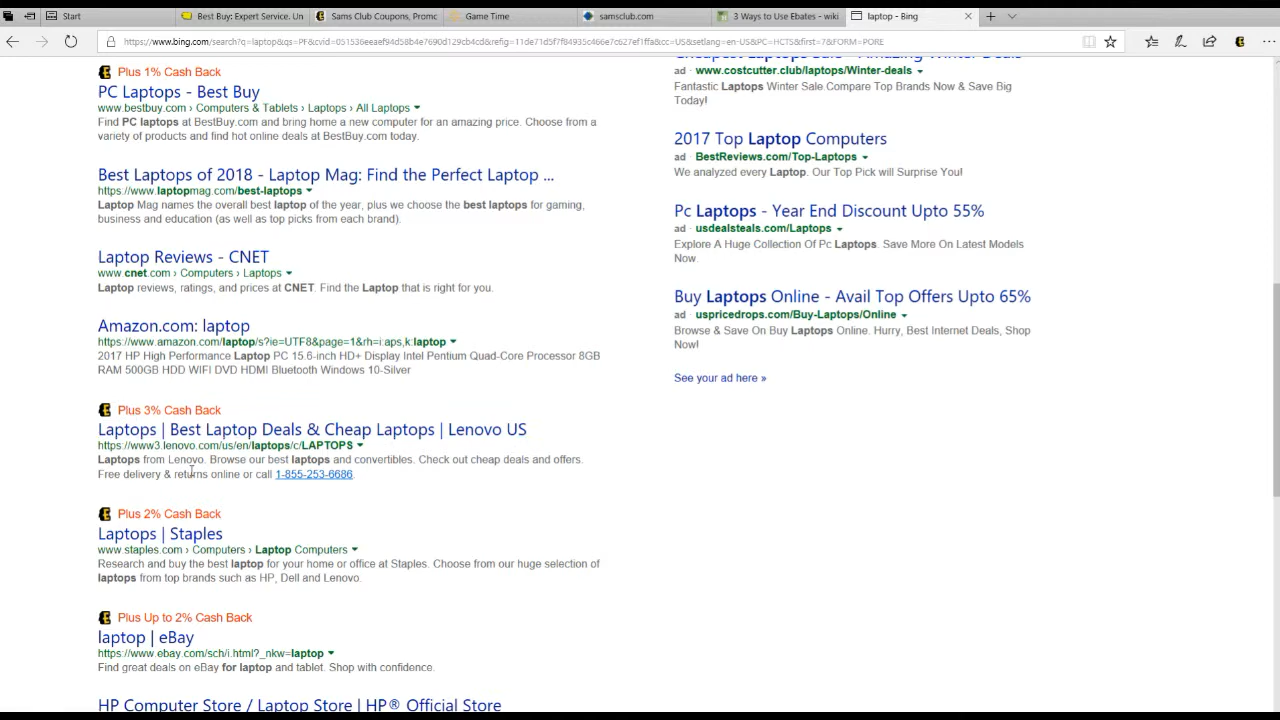 Start
Best Buy: Expert Service. Un
Sams Club Coupons, Promc
Game Time
samsclub.com
3 Ways to Use Ebates - wiki
laptop - Bing
https://www.bing.com/search?q=laptop&qs=PF&cvid=051536eeaef94d58b4e7690d129cb4cd&refig=11de71d5f7f84935c466e7c627ef1ffa&cc=US&setlang=en-US&PC=HCTS&first=7&FORM=PORE
Plus 1% Cash Back
PC Laptops - Best Buy
www.bestbuy.com › Computers & Tablets › Laptops › All Laptops
Find PC laptops at BestBuy.com and bring home a new computer for an amazing price. Choose from a
variety of products and find hot online deals at BestBuy.com today.
Best Laptops of 2018 - Laptop Mag: Find the Perfect Laptop ...
https://www.laptopmag.com/best-laptops
Laptop Mag names the overall best laptop of the year, plus we choose the best laptops for gaming,
business and education (as well as top picks from each brand).
Laptop Reviews - CNET
www.cnet.com › Computers › Laptops
Laptop reviews, ratings, and prices at CNET. Find the Laptop that is right for you.
Amazon.com: laptop
https://www.amazon.com/laptop/s?ie=UTF8&page=1&rh=i:aps,k:laptop
2017 HP High Performance Laptop PC 15.6-inch HD+ Display Intel Pentium Quad-Core Processor 8GB
RAM 500GB HDD WIFI DVD HDMI Bluetooth Windows 10-Silver
Plus 3% Cash Back
Laptops | Best Laptop Deals & Cheap Laptops | Lenovo US
https://www3.lenovo.com/us/en/laptops/c/LAPTOPS
Laptops from Lenovo. Browse our best laptops and convertibles. Check out cheap deals and offers.
Free delivery & returns online or call 1-855-253-6686.
Plus 2% Cash Back
Laptops | Staples
www.staples.com › Computers › Laptop Computers
Research and buy the best laptop for your home or office at Staples. Choose from our huge selection of
laptops from top brands such as HP, Dell and Lenovo.
Plus Up to 2% Cash Back
laptop | eBay
https://www.ebay.com/sch/i.html?_nkw=laptop
Find great deals on eBay for laptop and tablet. Shop with confidence.
HP Computer Store / Laptop Store | HP® Official Store
Cheapest Laptops Sale - Amazing Winter Deals
ad · www.costcutter.club/laptops/Winter-deals
Fantastic Laptops Winter Sale.Compare Top Brands Now & Save Big
Today!
2017 Top Laptop Computers
ad · BestReviews.com/Top-Laptops
We analyzed every Laptop. Our Top Pick will Surprise You!
Pc Laptops - Year End Discount Upto 55%
ad · usdealsteals.com/Laptops
Explore A Huge Collection Of Pc Laptops. Save More On Latest Models
Now.
Buy Laptops Online - Avail Top Offers Upto 65%
ad · uspricedrops.com/Buy-Laptops/Online
Browse & Save On Buy Laptops Online. Hurry, Best Internet Deals, Shop
Now!
See your ad here »